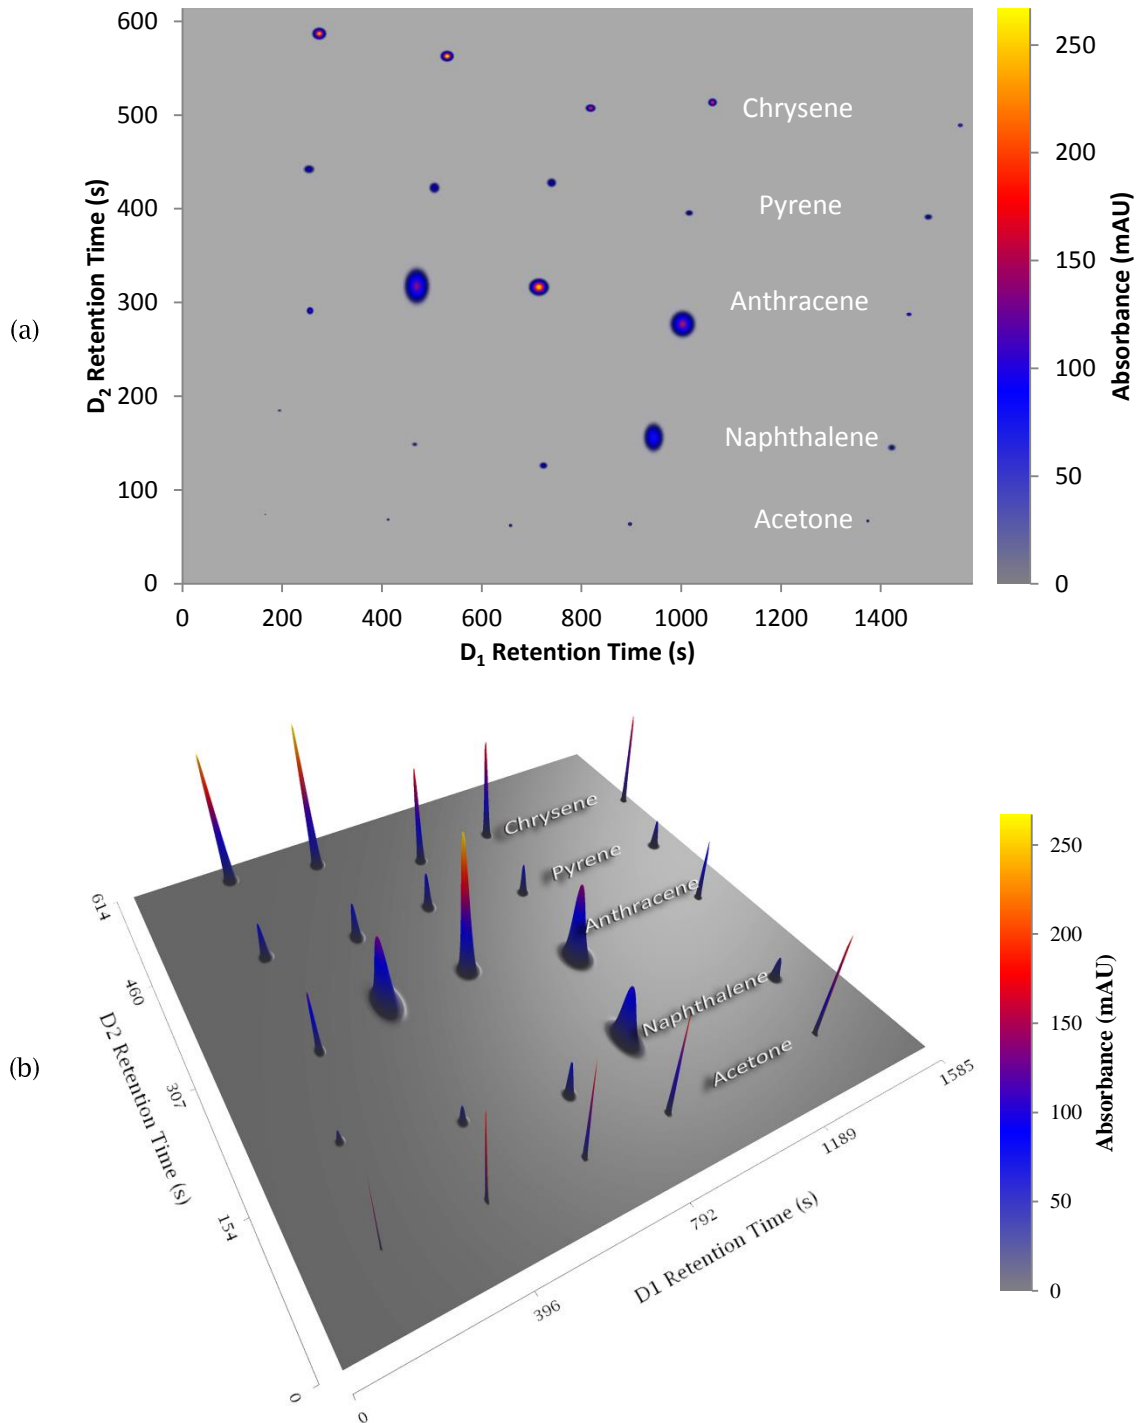 (a)
D2 Retention Time (s)
600
500
400
300
200
100
0
0 200 400 600 800 1000 1200 1400
D1 Retention Time (s)
Chrysene
Pyrene
Anthracene
Naphthalene
Acetone
250
200
150
100
50
0
Absorbance (mAU)
(b)
614
460
307
154
0
D2 Retention Time (s)
0
396
792
1189
1585
D1 Retention Time (s)
Chrysene
Pyrene
Anthracene
Naphthalene
Acetone
250
200
150
100
50
0
Absorbance (mAU)